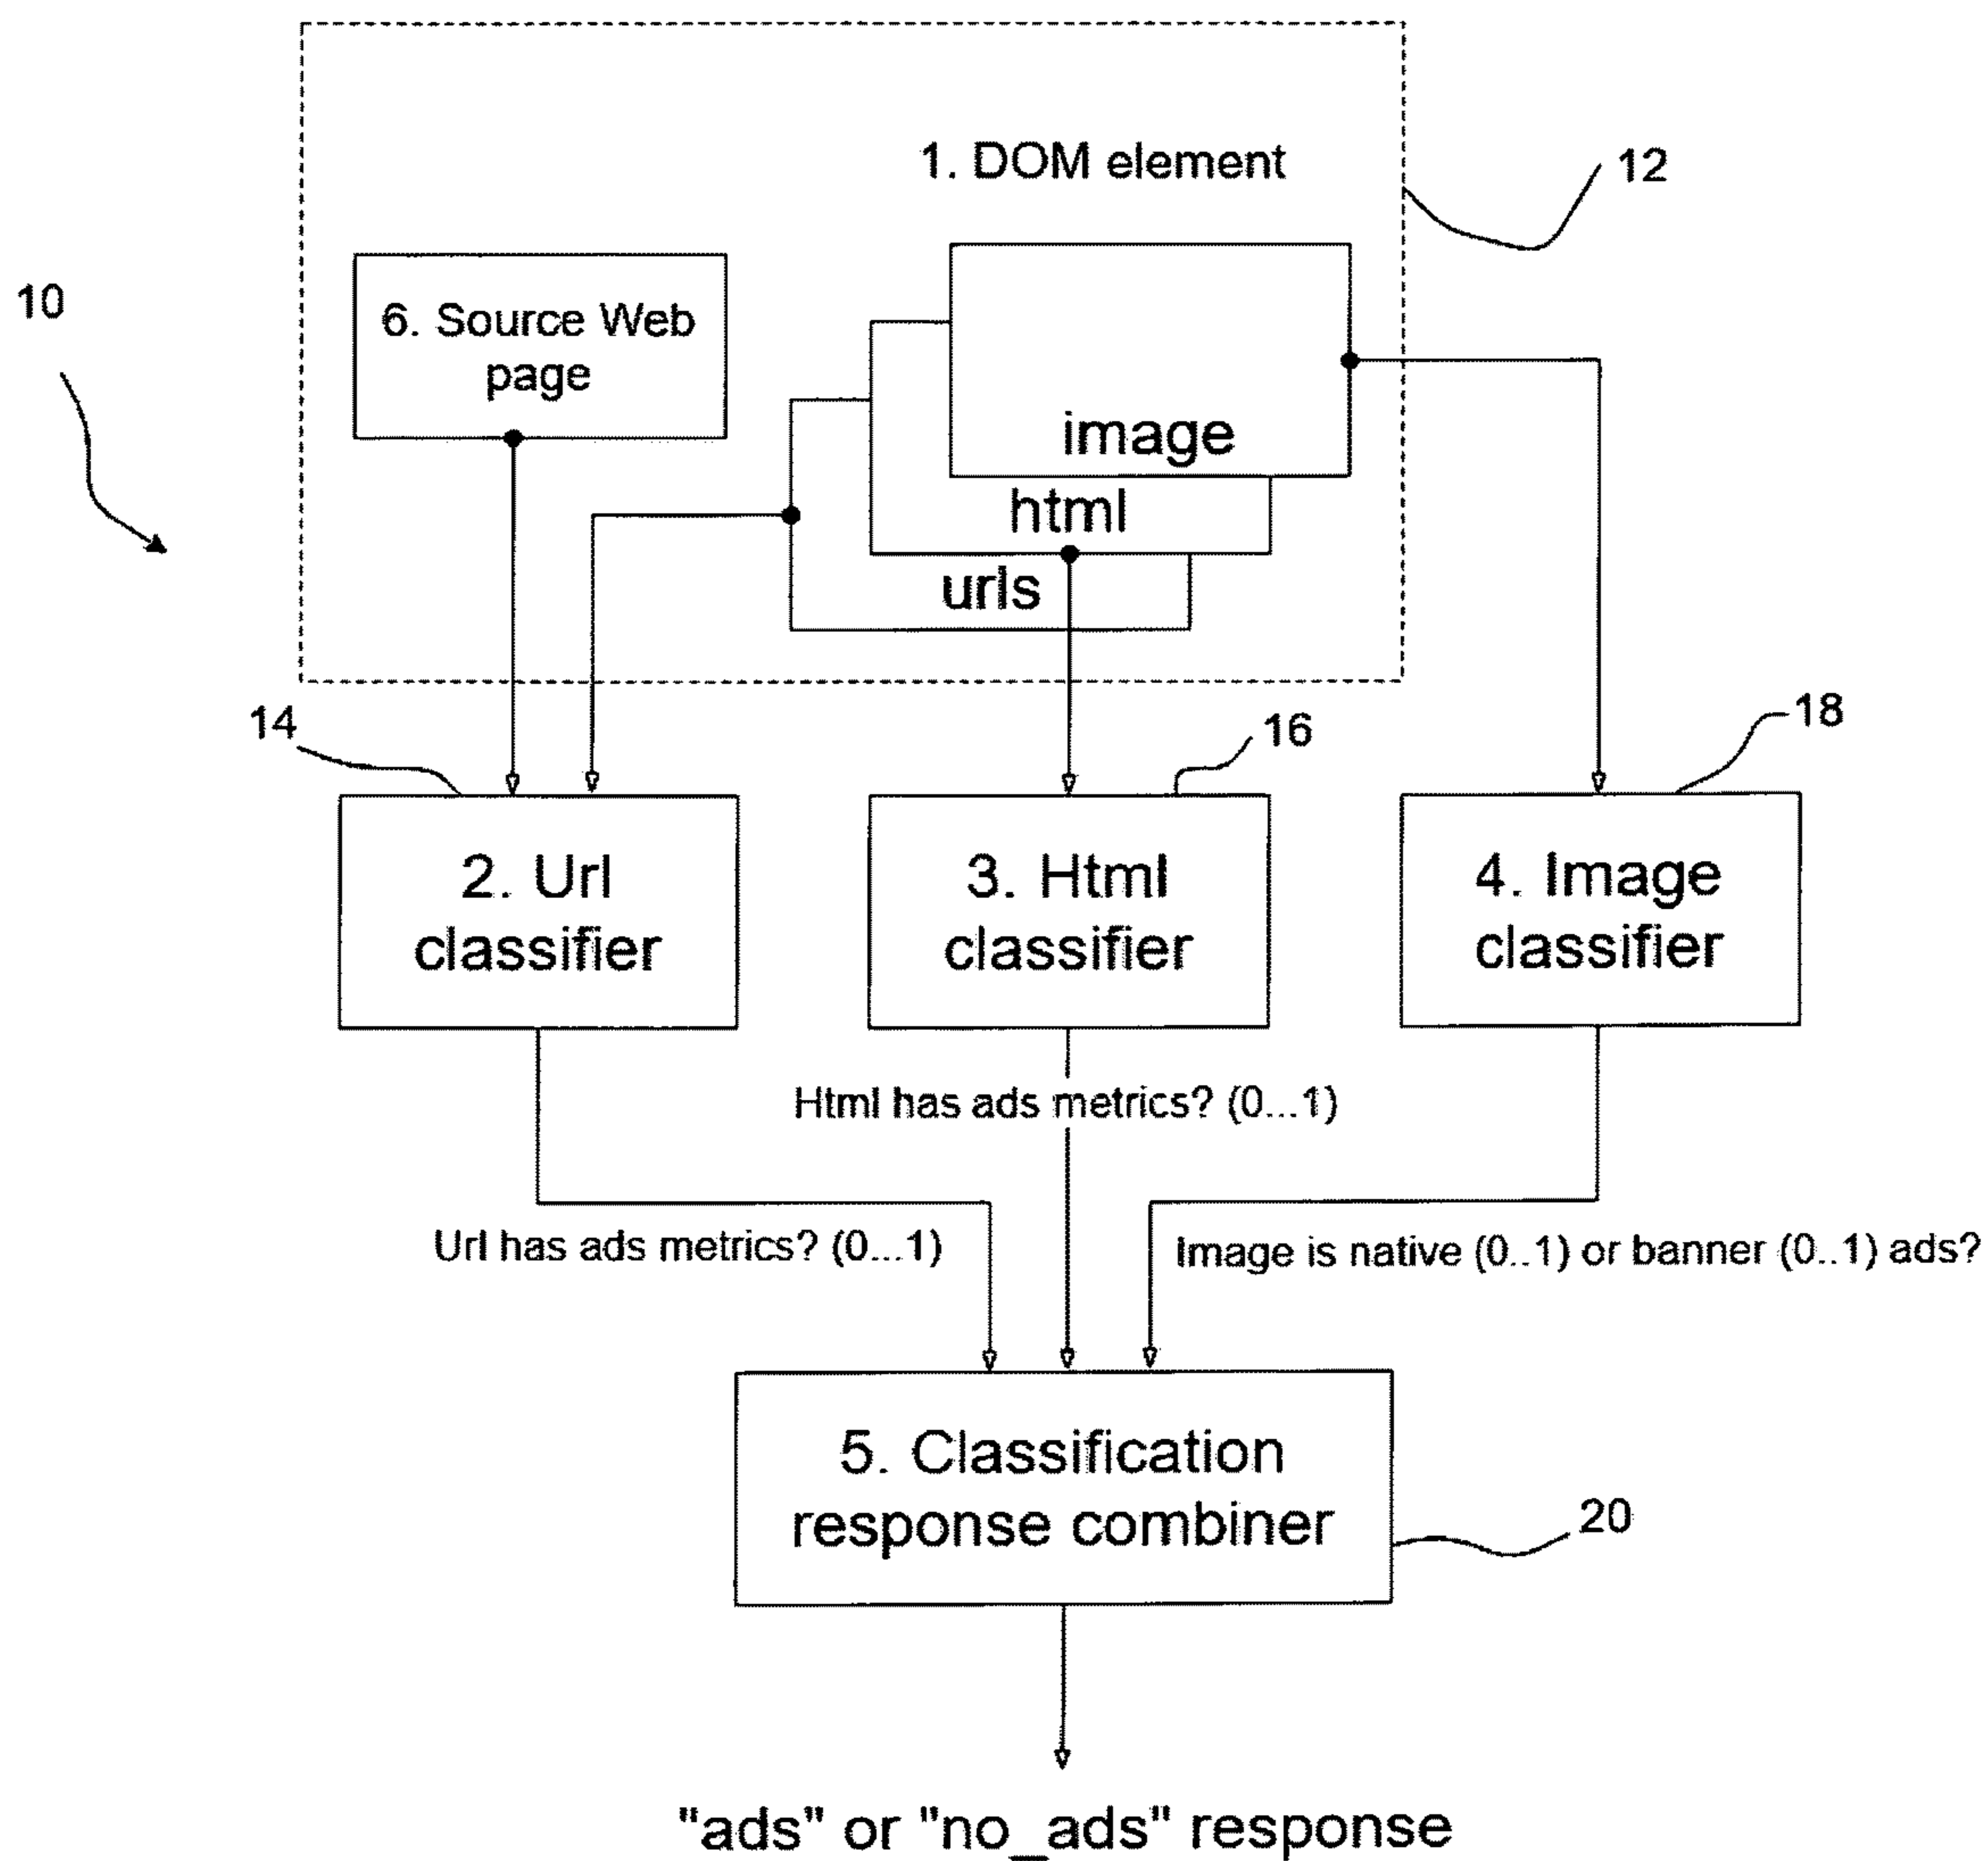 1. DOM element
12
10
6. Source Web
page
image
html
urls
14
16
18
2. Url
classifier
3. Html
classifier
4. Image
classifier
Html has ads metrics? (0...1)
Url has ads metrics? (0...1)
Image is native (0..1) or banner (0..1) ads?
5. Classification
response combiner
20
"ads" or "no_ads" response